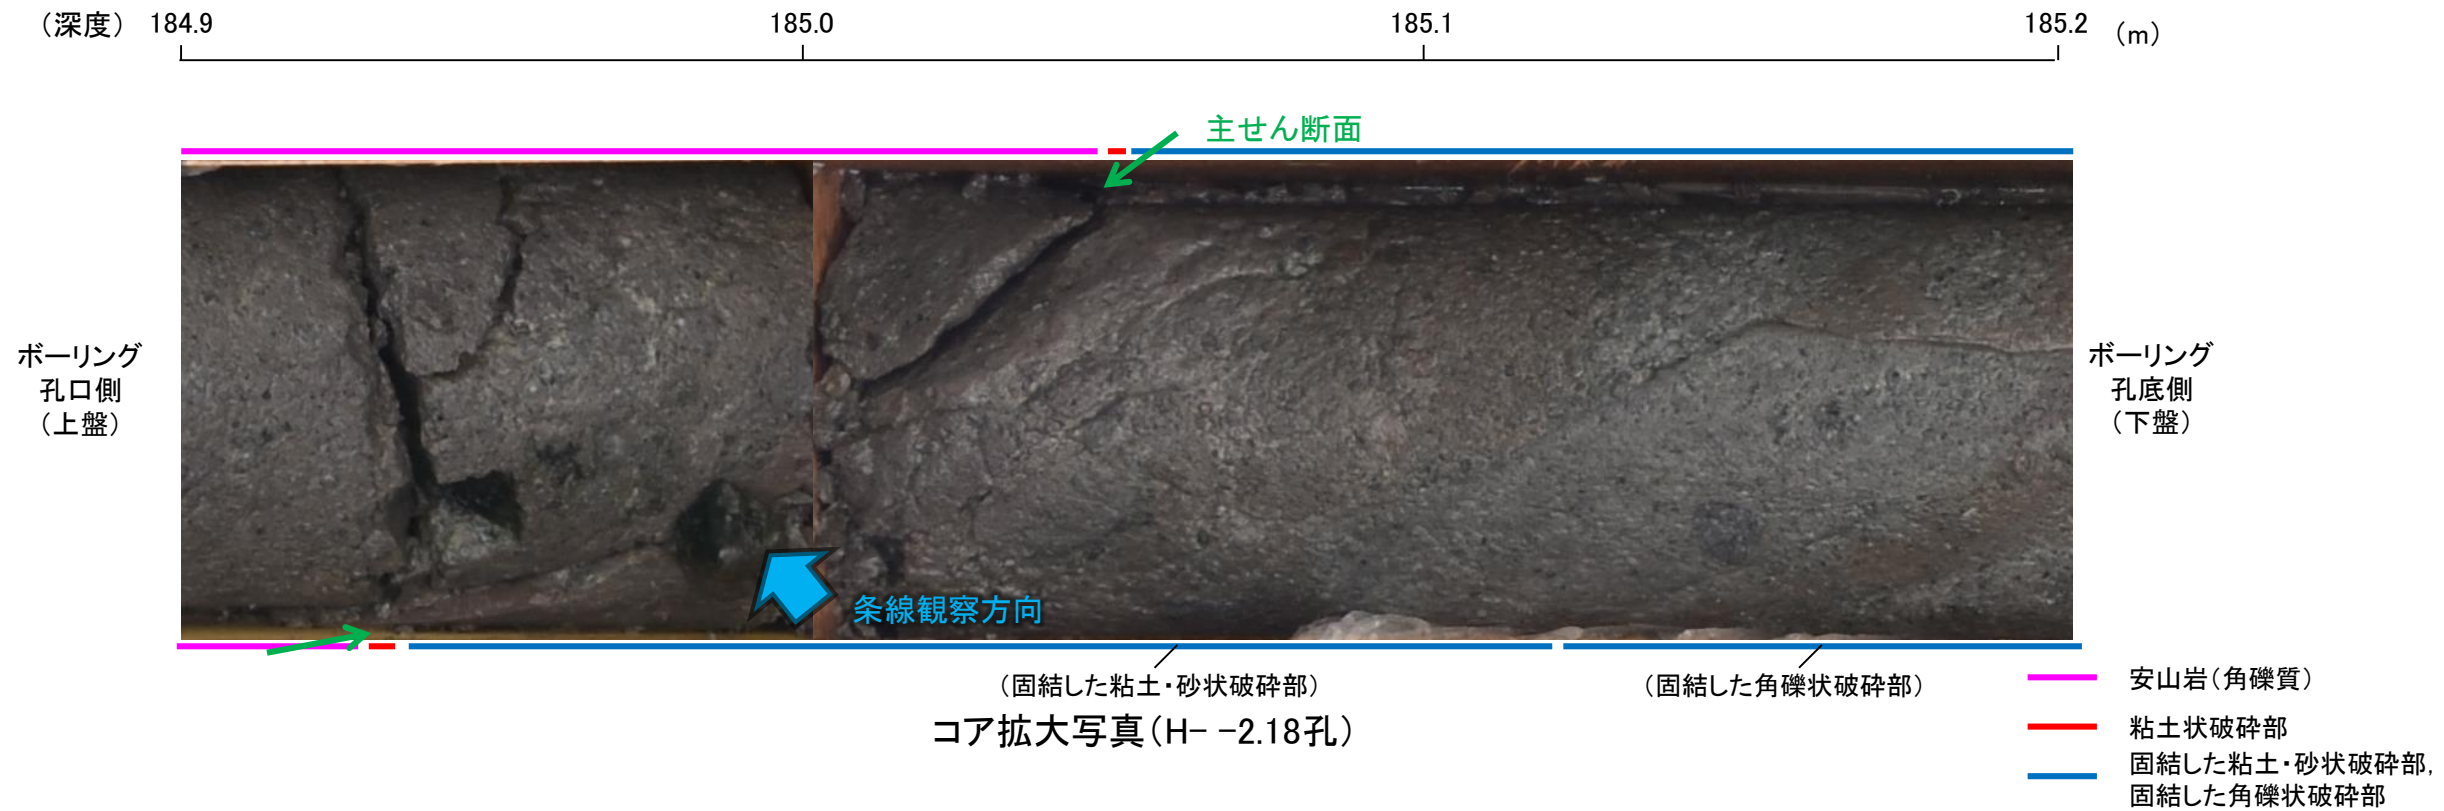 （深度） 184.9 185.0 185.1 185.2 （m）
主せん断面
ボーリング
孔口側
（上盤）
ボーリング
孔底側
（下盤）
条線観察方向
（固結した粘土・砂状破砕部） （固結した角礫状破砕部）
コア拡大写真（H- -2.18孔）
安山岩（角礫質）
粘土状破砕部
固結した粘土・砂状破砕部，
固結した角礫状破砕部